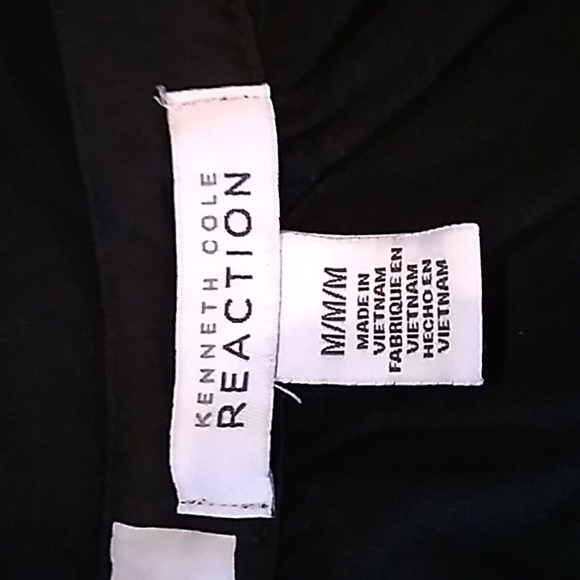 KENNETH COLE
REACTION
M/M/M
MADE IN
VIETNAM
FABRIQUE EN
VIETNAM
HECHO EN
VIETNAM